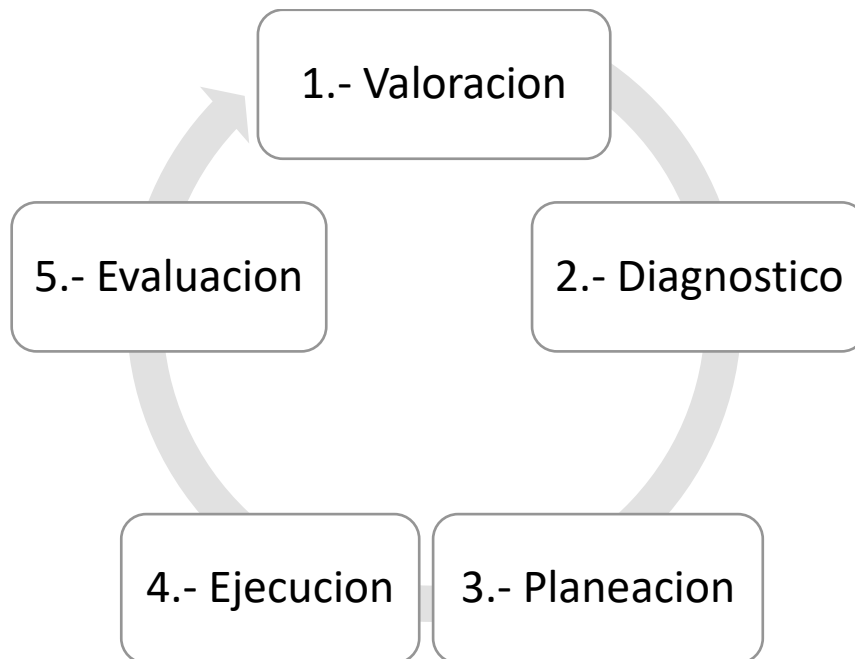 1.- Valoracion
2.- Diagnostico
3.- Planeacion
4.- Ejecucion
5.- Evaluacion